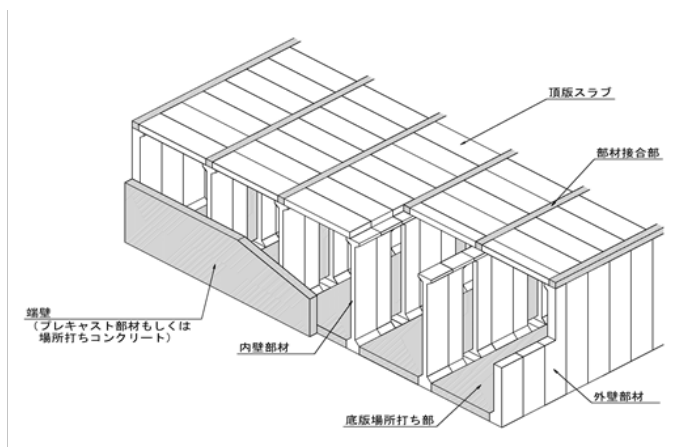 頂版スラブ
部材接合部
端壁
（プレキャスト部材もしくは
場所打ちコンクリート）
内壁部材
外壁部材
底版場所打ち部